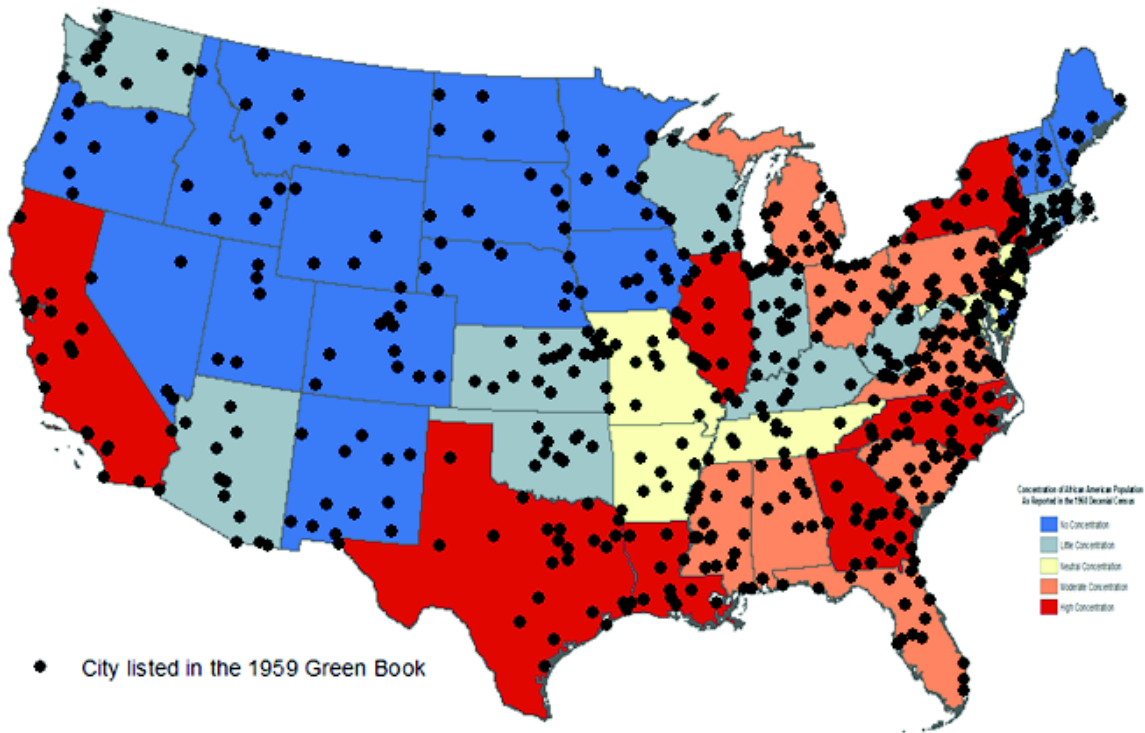 Concentration of African American Population
As Reported in the 1960 Decennial Census
No Concentration
Little Concentration
Neutral Concentration
Moderate Concentration
High Concentration
City listed in the 1959 Green Book